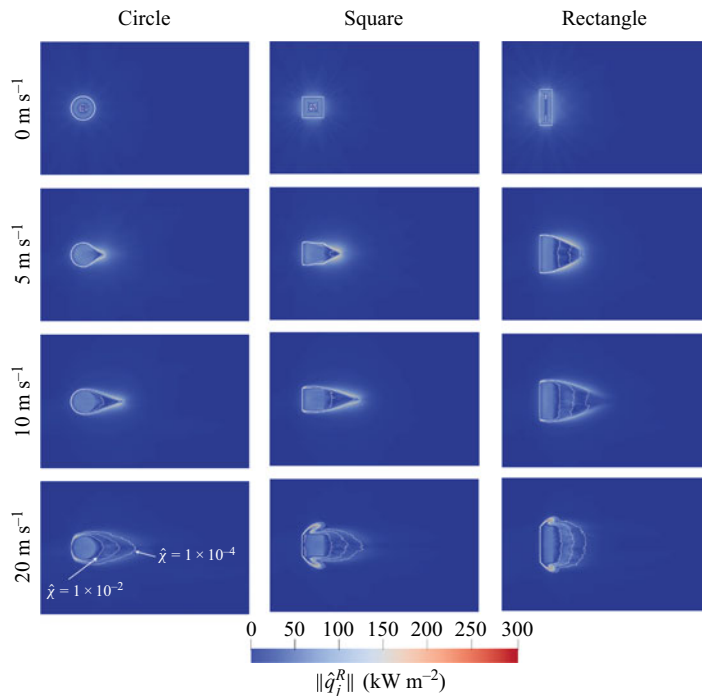 Circle Square Rectangle
0 m s⁻¹
5 m s⁻¹
10 m s⁻¹
20 m s⁻¹
χ̂ = 1 × 10⁻⁴
χ̂ = 1 × 10⁻²
0 50 100 150 200 250 300
‖q̂ⱼᴿ‖ (kW m⁻²)